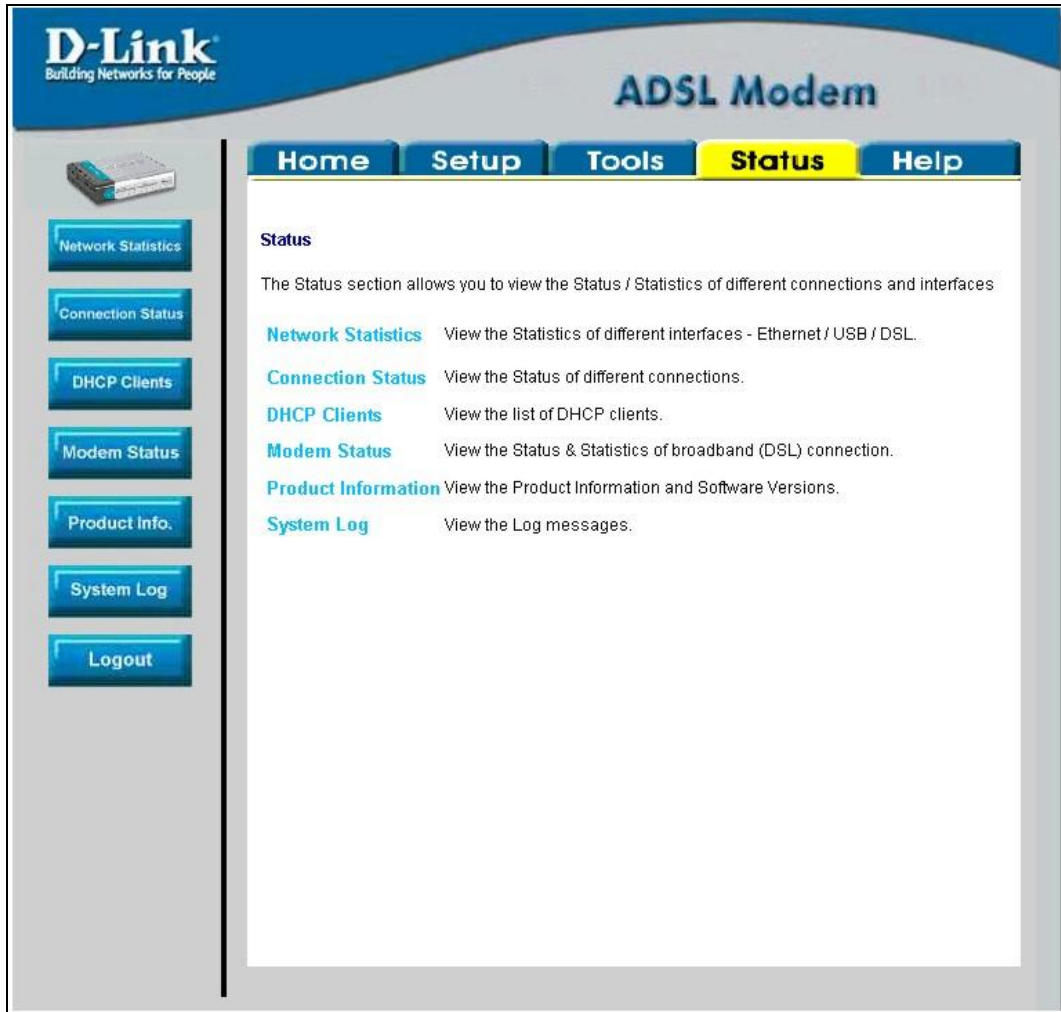 D-Link
Building Networks for People
ADSL Modem
Home Setup Tools Status Help
Network Statistics
Connection Status
DHCP Clients
Modem Status
Product Info.
System Log
Logout
Status
The Status section allows you to view the Status / Statistics of different connections and interfaces
Network Statistics View the Statistics of different interfaces - Ethernet / USB / DSL.
Connection Status View the Status of different connections.
DHCP Clients View the list of DHCP clients.
Modem Status View the Status & Statistics of broadband (DSL) connection.
Product Information View the Product Information and Software Versions.
System Log View the Log messages.